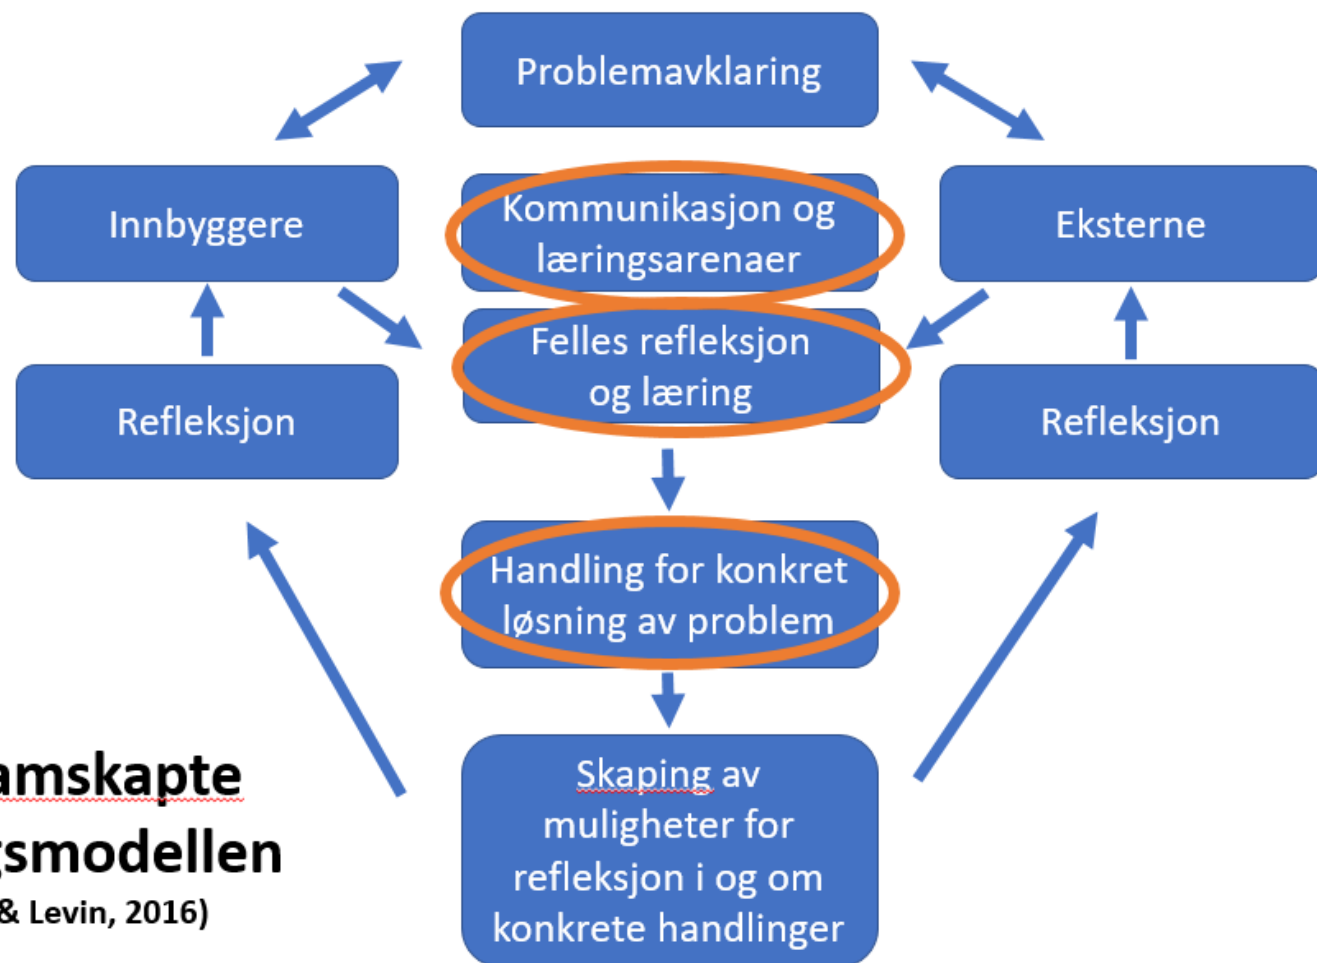 Problemavklaring
Innbyggere
Kommunikasjon og
læringsarenaer
Eksterne
Felles refleksjon
og læring
Refleksjon
Refleksjon
Handling for konkret
løsning av problem
Skaping av
muligheter for
refleksjon i og om
konkrete handlinger
amskapte
gsmodellen
& Levin, 2016)